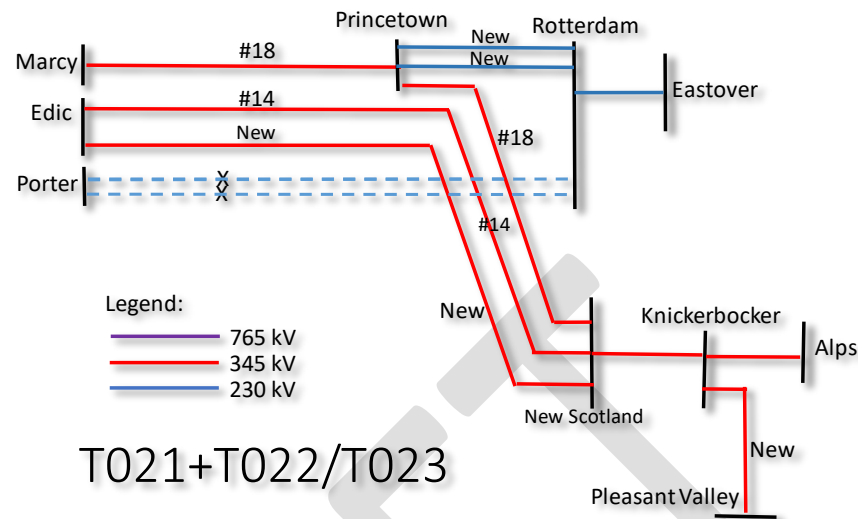 Princetown
Rotterdam
New
New
#18
Marcy
Eastover
Edic
#14
New
#18
Porter
X
X
#14
Legend:
765 kV
345 kV
230 kV
New
Knickerbocker
Alps
New Scotland
New
T021+T022/T023
Pleasant Valley